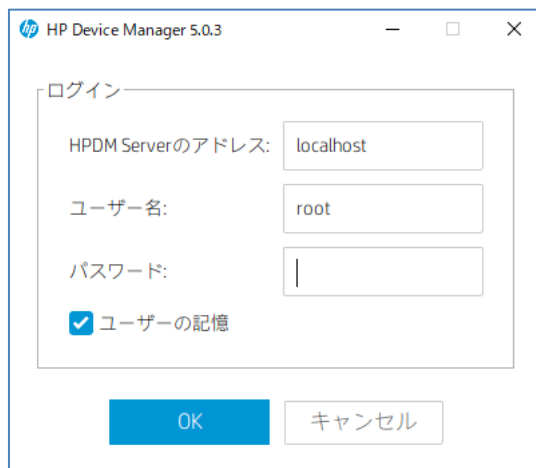 HP Device Manager 5.0.3
ログイン
HPDM Serverのアドレス: localhost
ユーザー名: root
パスワード:
ユーザーの記憶
OK キャンセル